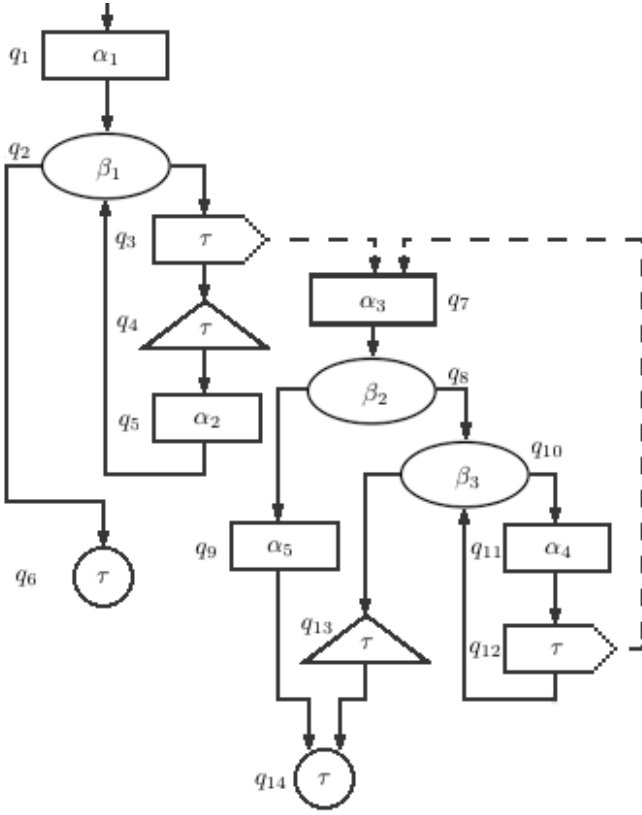 q1 α1
q2 β1
q3 τ
q4 τ
q5 α2
q6 τ
α3 q7
β2 q8
β3 q10
q9 α5
q11 α4
q13 τ
q12 τ
q14 τ